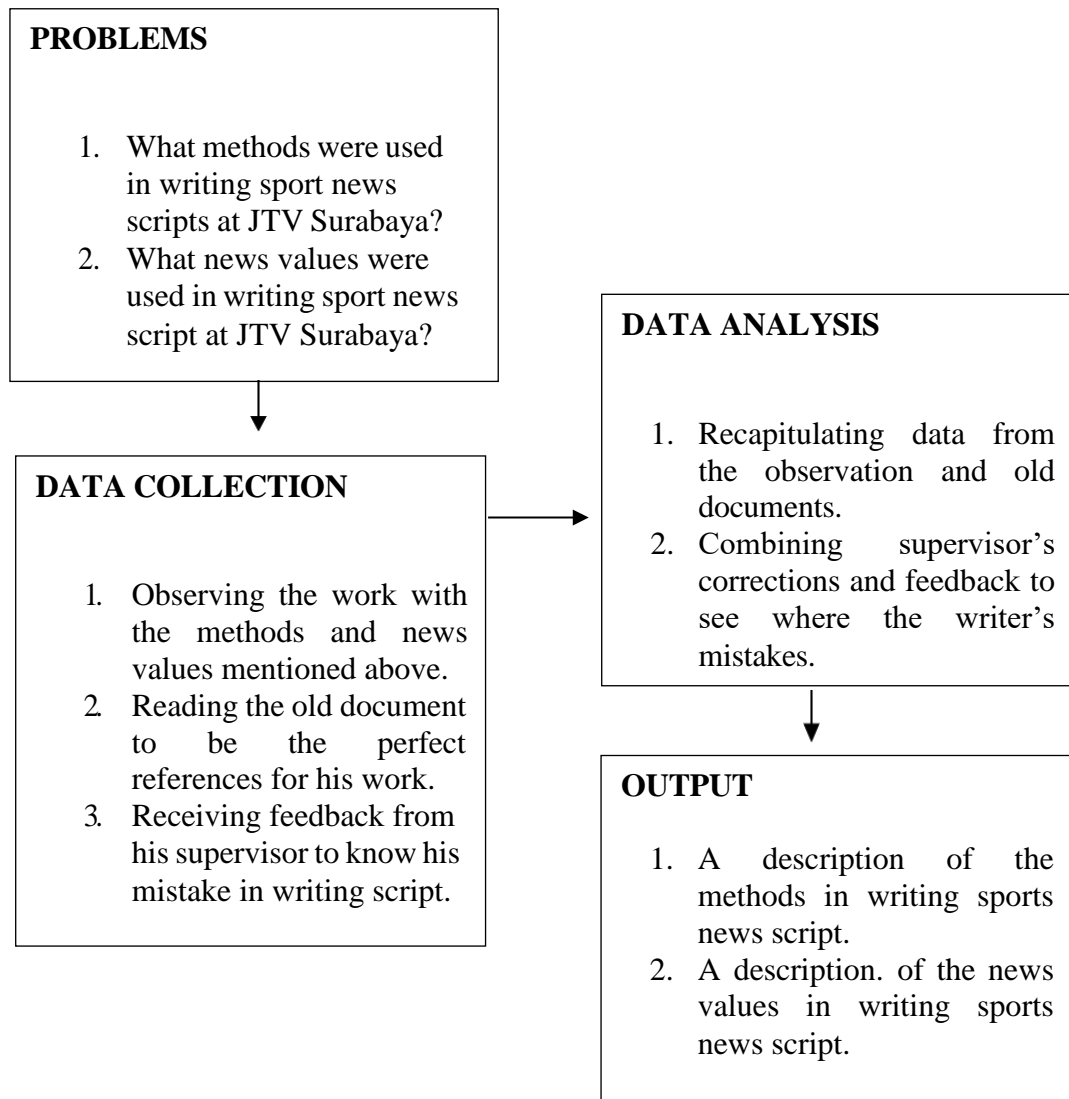 PROBLEMS
1. What methods were used
in writing sport news
scripts at JTV Surabaya?
2. What news values were
used in writing sport news
script at JTV Surabaya?
DATA COLLECTION
1. Observing the work with
the methods and news
values mentioned above.
2. Reading the old document
to be the perfect
references for his work.
3. Receiving feedback from
his supervisor to know his
mistake in writing script.
DATA ANALYSIS
1. Recapitulating data from
the observation and old
documents.
2. Combining supervisor’s
corrections and feedback to
see where the writer’s
mistakes.
OUTPUT
1. A description of the
methods in writing sports
news script.
2. A description. of the news
values in writing sports
news script.